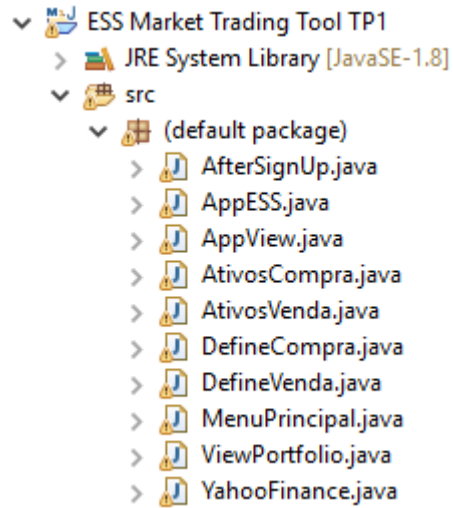 ESS Market Trading Tool TP1
JRE System Library [JavaSE-1.8]
src
(default package)
AfterSignUp.java
AppESS.java
AppView.java
AtivosCompra.java
AtivosVenda.java
DefineCompra.java
DefineVenda.java
MenuPrincipal.java
ViewPortfolio.java
YahooFinance.java